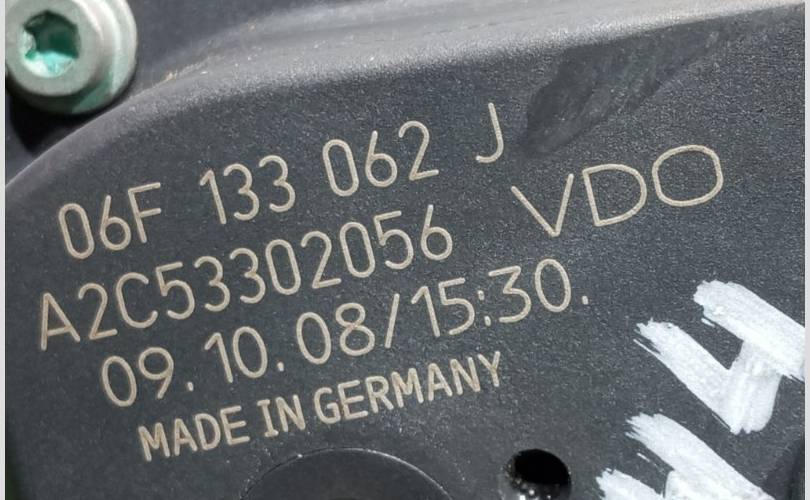 06F 133 062 J
A2C53302056 VDO
09.10.08/15:30.
MADE IN GERMANY